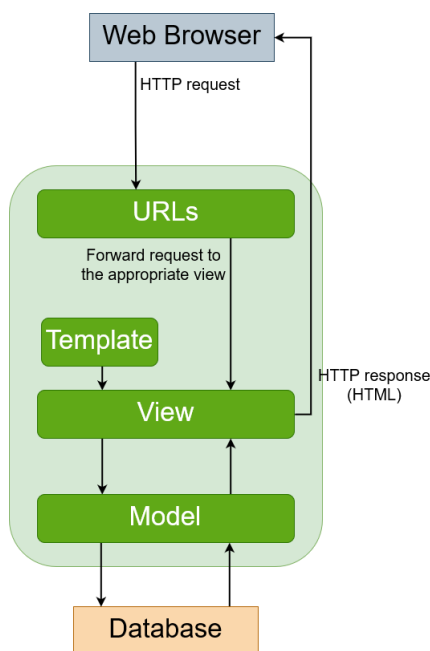 Web Browser
HTTP request
URLs
Forward request to
the appropriate view
Template
HTTP response
(HTML)
View
Model
Database